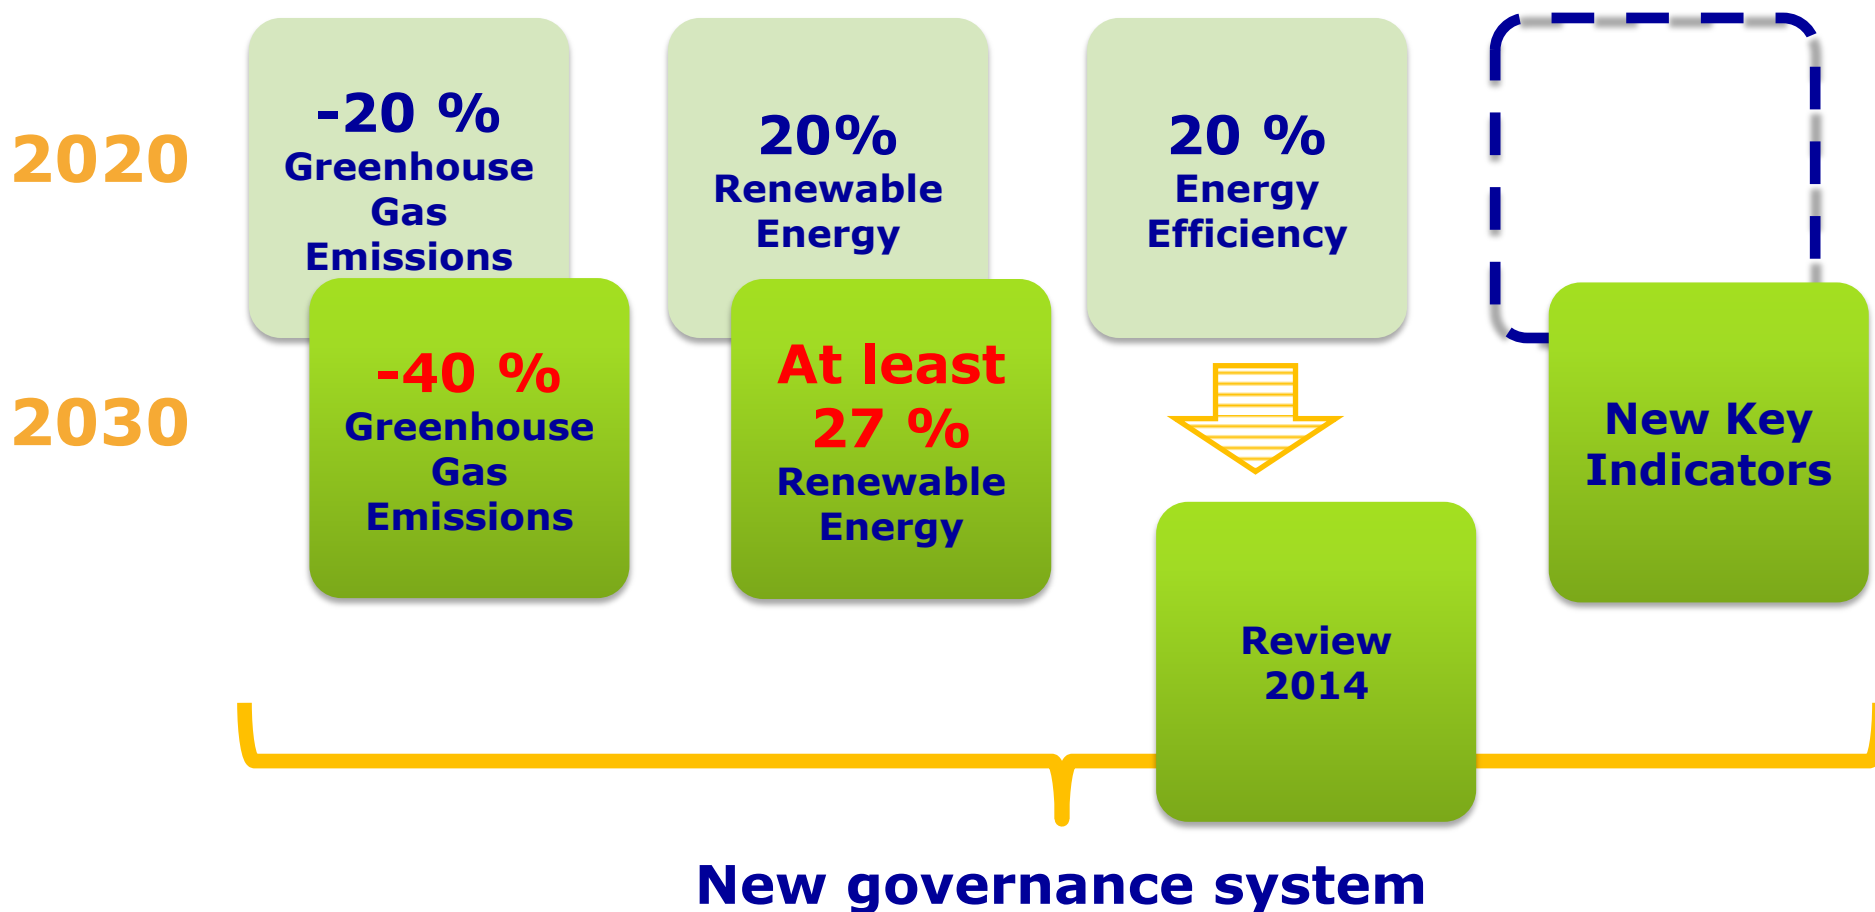 2020
-20 %
Greenhouse
Gas
Emissions
20%
Renewable
Energy
20 %
Energy
Efficiency
2030
-40 %
Greenhouse
Gas
Emissions
At least
27 %
Renewable
Energy
New Key
Indicators
Review
2014
New governance system